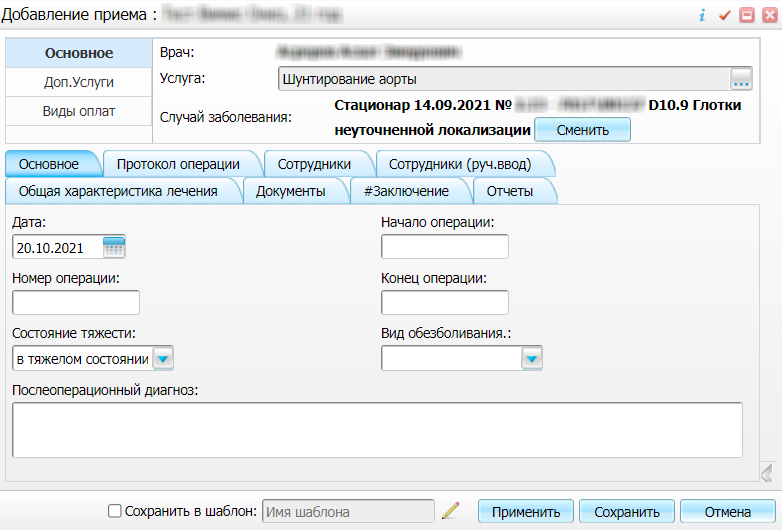 Добавление приема :
Основное
Доп.Услуги
Виды оплат
Врач:
Услуга: Шунтирование аорты ...
Случай заболевания: Стационар 14.09.2021 № D10.9 Глотки
неуточненной локализации Сменить
Основное Протокол операции Сотрудники Сотрудники (руч.ввод)
Общая характеристика лечения Документы #Заключение Отчеты
Дата: Начало операции:
20.10.2021
Номер операции: Конец операции:
Состояние тяжести: Вид обезболивания.:
в тяжелом состоянии
Послеоперационный диагноз:
Сохранить в шаблон: Имя шаблона Применить Сохранить Отмена